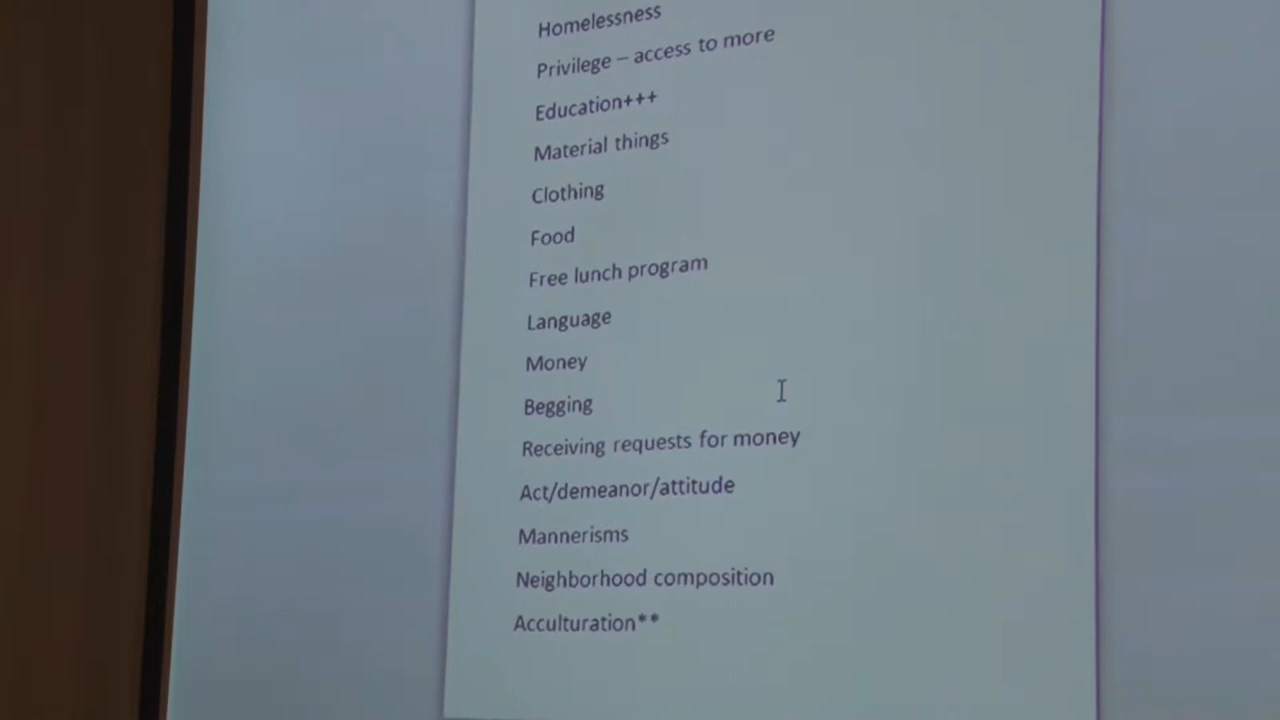 Homelessness
Privilege – access to more
Education+++
Material things
Clothing
Food
Free lunch program
Language
Money
Begging
Receiving requests for money
Act/demeanor/attitude
Mannerisms
Neighborhood composition
Acculturation**